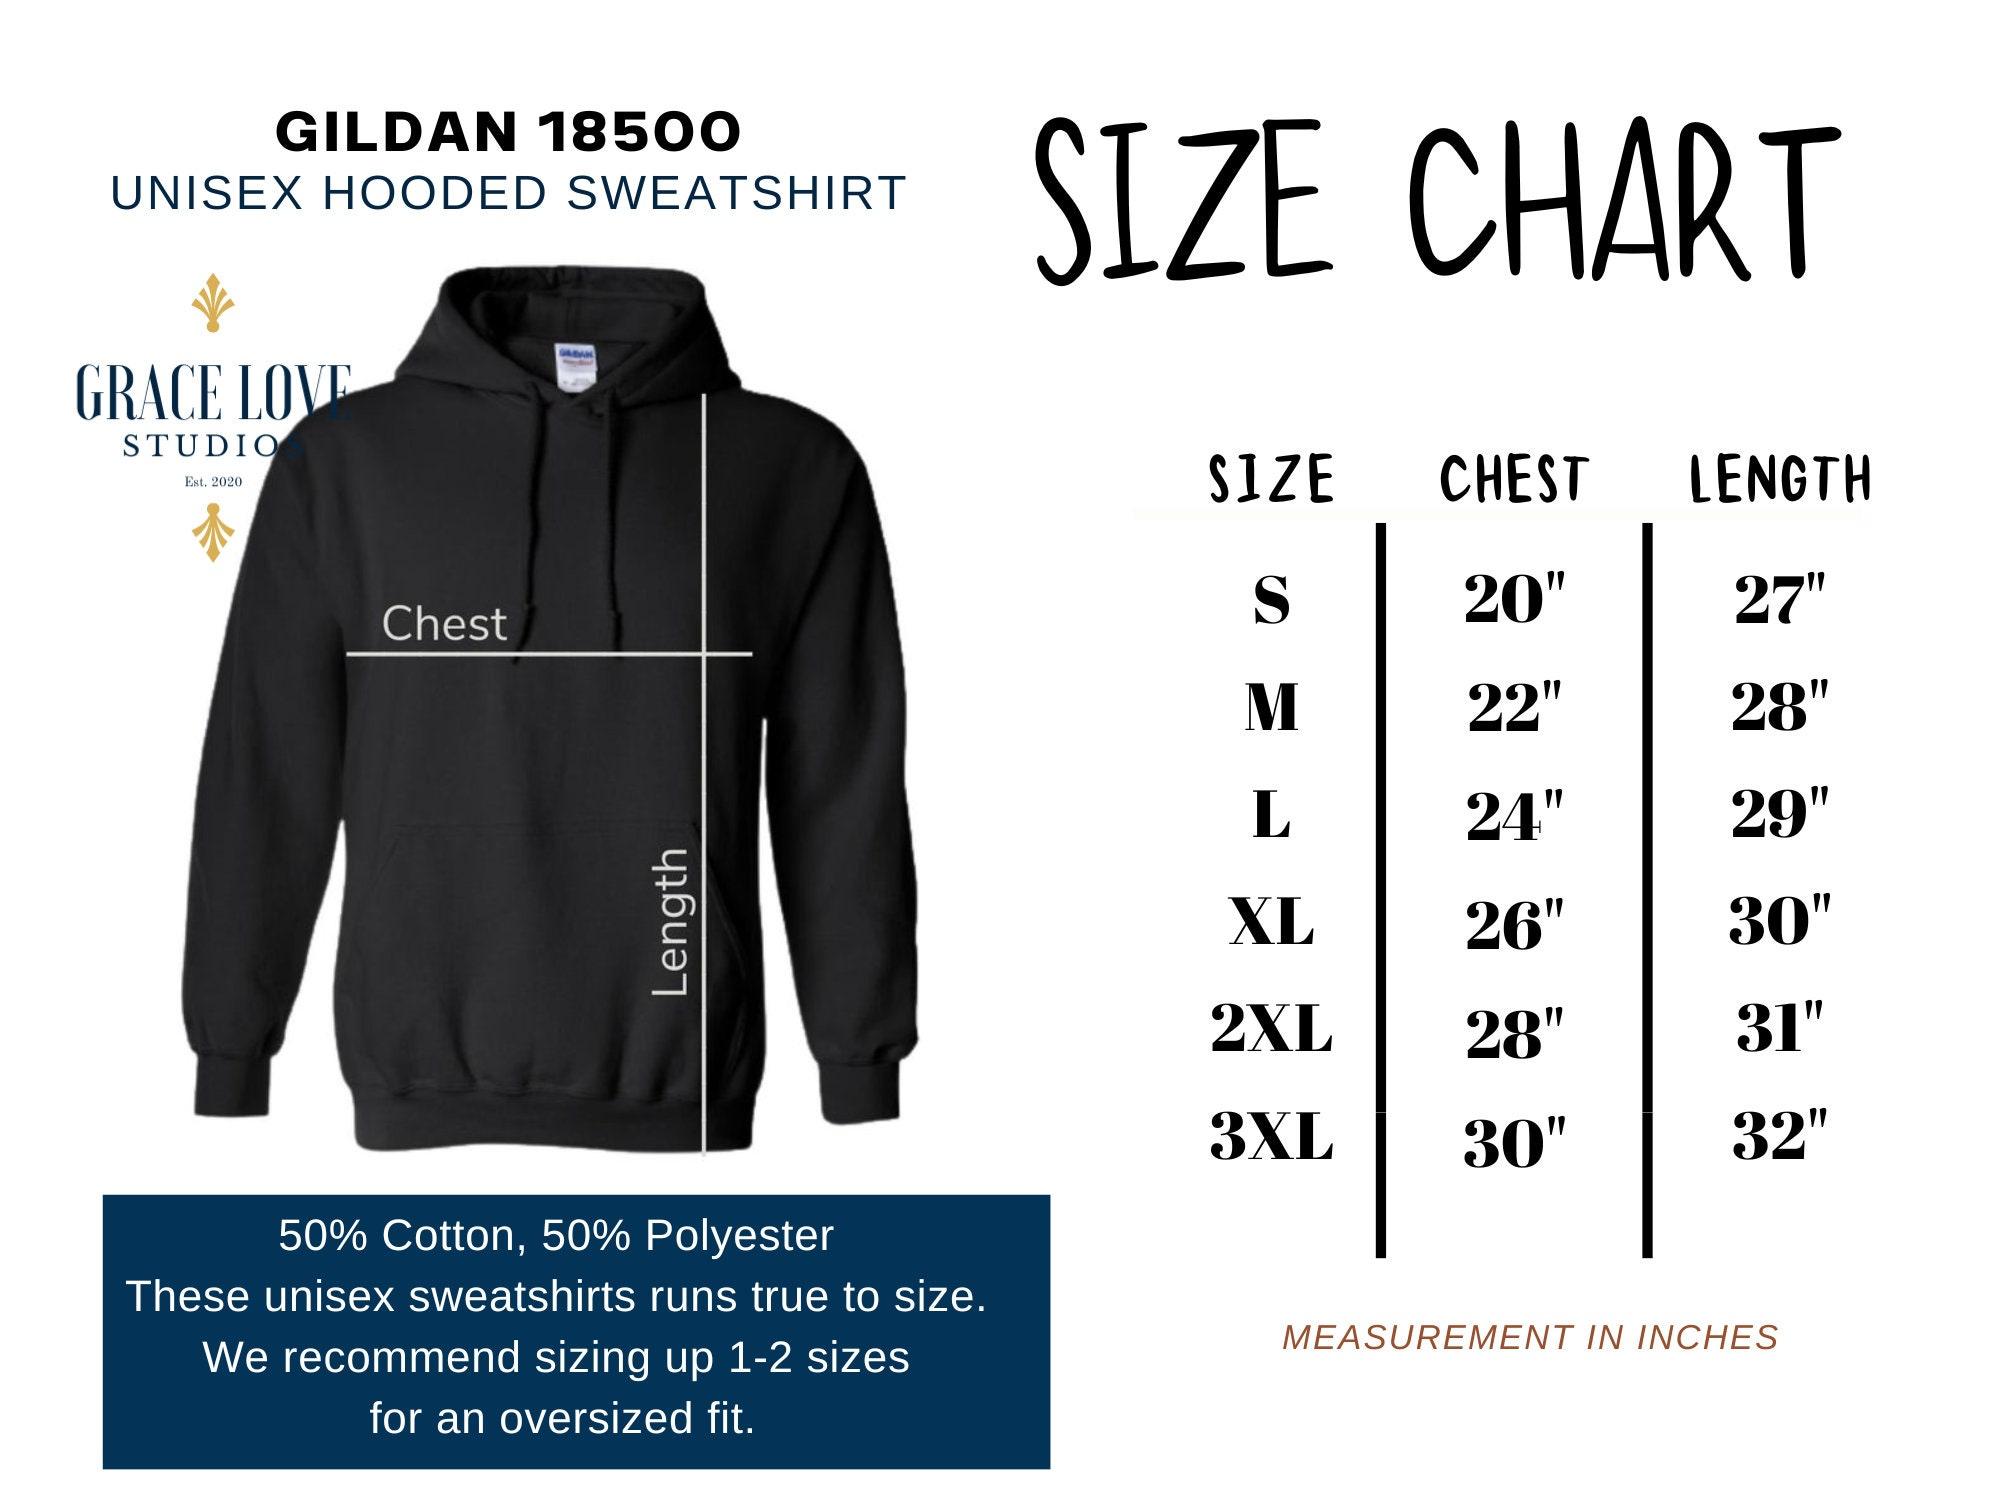 GILDAN 18500
UNISEX HOODED SWEATSHIRT
GRACE LOVE
STUDIOS
Est. 2020
GILDAN
Chest
Length
50% Cotton, 50% Polyester
These unisex sweatshirts runs true to size.
We recommend sizing up 1-2 sizes
for an oversized fit.
SIZE CHART
SIZE CHEST LENGTH
S 20" 27"
M 22" 28"
L 24" 29"
XL 26" 30"
2XL 28" 31"
3XL 30" 32"
MEASUREMENT IN INCHES